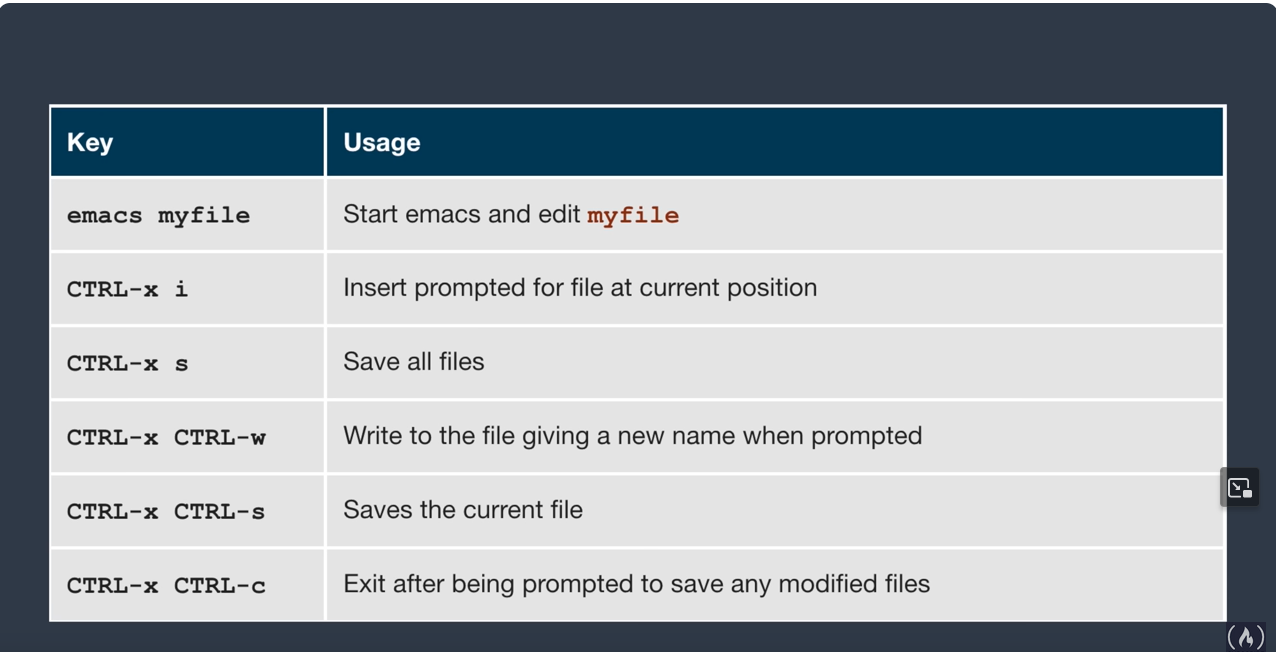 Key Usage
emacs myfile Start emacs and edit myfile
CTRL-x i Insert prompted for file at current position
CTRL-x s Save all files
CTRL-x CTRL-w Write to the file giving a new name when prompted
CTRL-x CTRL-s Saves the current file
CTRL-x CTRL-c Exit after being prompted to save any modified files